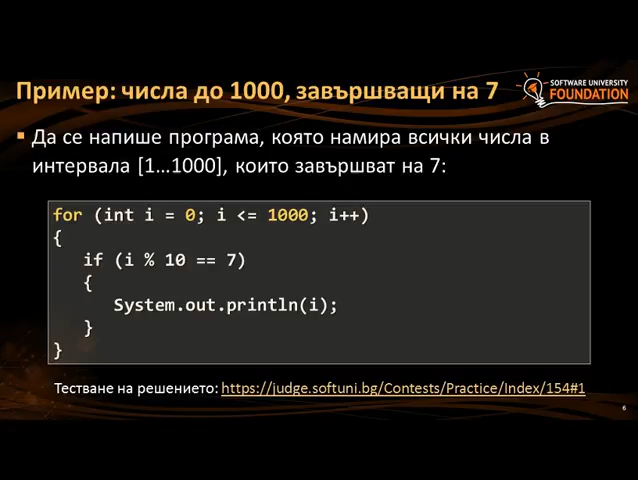 Пример: числа до 1000, завършващи на 7
SOFTWARE UNIVERSITY
FOUNDATION
Да се напише програма, която намира всички числа в
интервала [1…1000], които завършват на 7:
for (int i = 0; i <= 1000; i++)
{
if (i % 10 == 7)
{
System.out.println(i);
}
}
Тестване на решението: https://judge.softuni.bg/Contests/Practice/Index/154#1
6